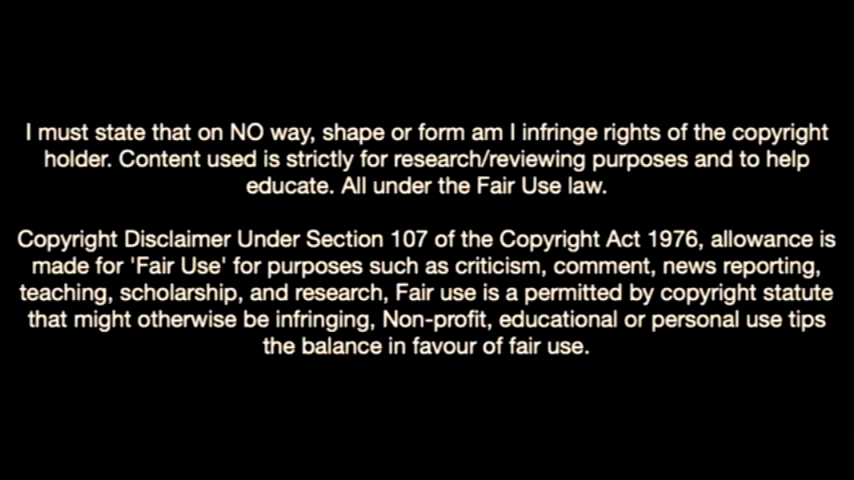 I must state that on NO way, shape or form am I infringe rights of the copyright
holder. Content used is strictly for research/reviewing purposes and to help
educate. All under the Fair Use law.
Copyright Disclaimer Under Section 107 of the Copyright Act 1976, allowance is
made for 'Fair Use' for purposes such as criticism, comment, news reporting,
teaching, scholarship, and research, Fair use is a permitted by copyright statute
that might otherwise be infringing, Non-profit, educational or personal use tips
the balance in favour of fair use.